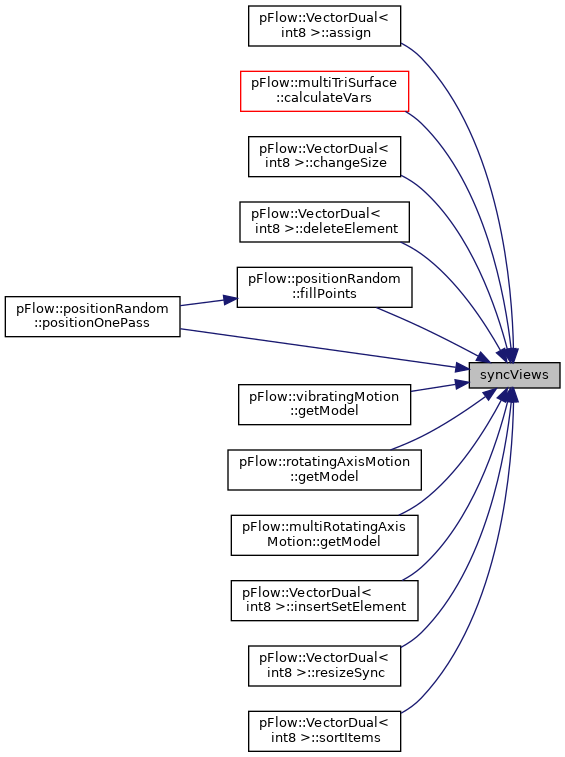 pFlow::VectorDual<
int8 >::assign
pFlow::multiTriSurface
::calculateVars
pFlow::VectorDual<
int8 >::changeSize
pFlow::VectorDual<
int8 >::deleteElement
pFlow::positionRandom
::fillPoints
pFlow::positionRandom
::positionOnePass
syncViews
pFlow::vibratingMotion
::getModel
pFlow::rotatingAxisMotion
::getModel
pFlow::multiRotatingAxis
Motion::getModel
pFlow::VectorDual<
int8 >::insertSetElement
pFlow::VectorDual<
int8 >::resizeSync
pFlow::VectorDual<
int8 >::sortItems